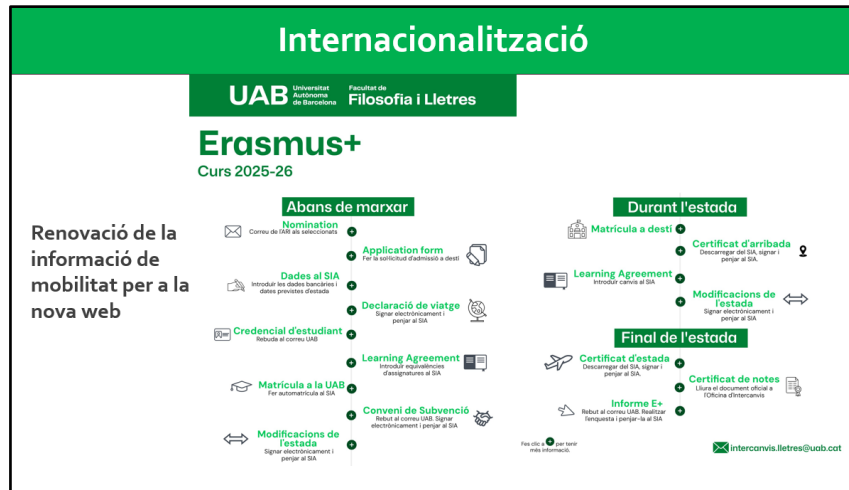 Internacionalització
UAB Universitat Autònoma de Barcelona
Facultat de Filosofia i Lletres
Erasmus+
Curs 2025-26
Renovació de la
informació de
mobilitat per a la
nova web
Abans de marxar
Nomination
Correu de l'ARI als seleccionats
Application form
Fer la sol·licitud d'admissió a destí
Dades al SIA
Introduir les dades bancàries i
dates previstes d'estada
Declaració de viatge
Signar electrònicament i
penjar al SIA
Credencial d'estudiant
Rebuda al correu UAB
Learning Agreement
Introduir equivalències
d'assignatures al SIA
Matrícula a la UAB
Fer automatrícula al SIA
Conveni de Subvenció
Rebut al correu UAB. Signar
electrònicament i penjar al SIA
Modificacions de
l'estada
Signar electrònicament i
penjar al SIA
Durant l'estada
Matrícula a destí
Certificat d'arribada
Descarregar del SIA, signar i
penjar al SIA.
Learning Agreement
Introduir canvis al SIA
Modificacions de
l'estada
Signar electrònicament i
penjar al SIA
Final de l'estada
Certificat d'estada
Descarregar del SIA, signar i
penjar al SIA.
Certificat de notes
Lliura el document oficial a
l'Oficina d'Intercanvis
Informe E+
Rebut al correu UAB. Realitzar
l'enquesta i penjar-la al SIA
Fes clic a + per tenir
més informació.
intercanvis.lletres@uab.cat